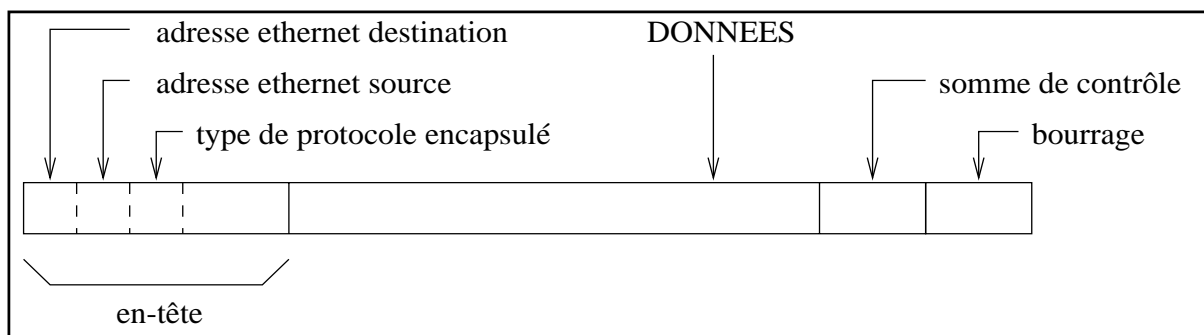 adresse ethernet destination DONNEES
adresse ethernet source somme de contrôle
type de protocole encapsulé bourrage
en-tête